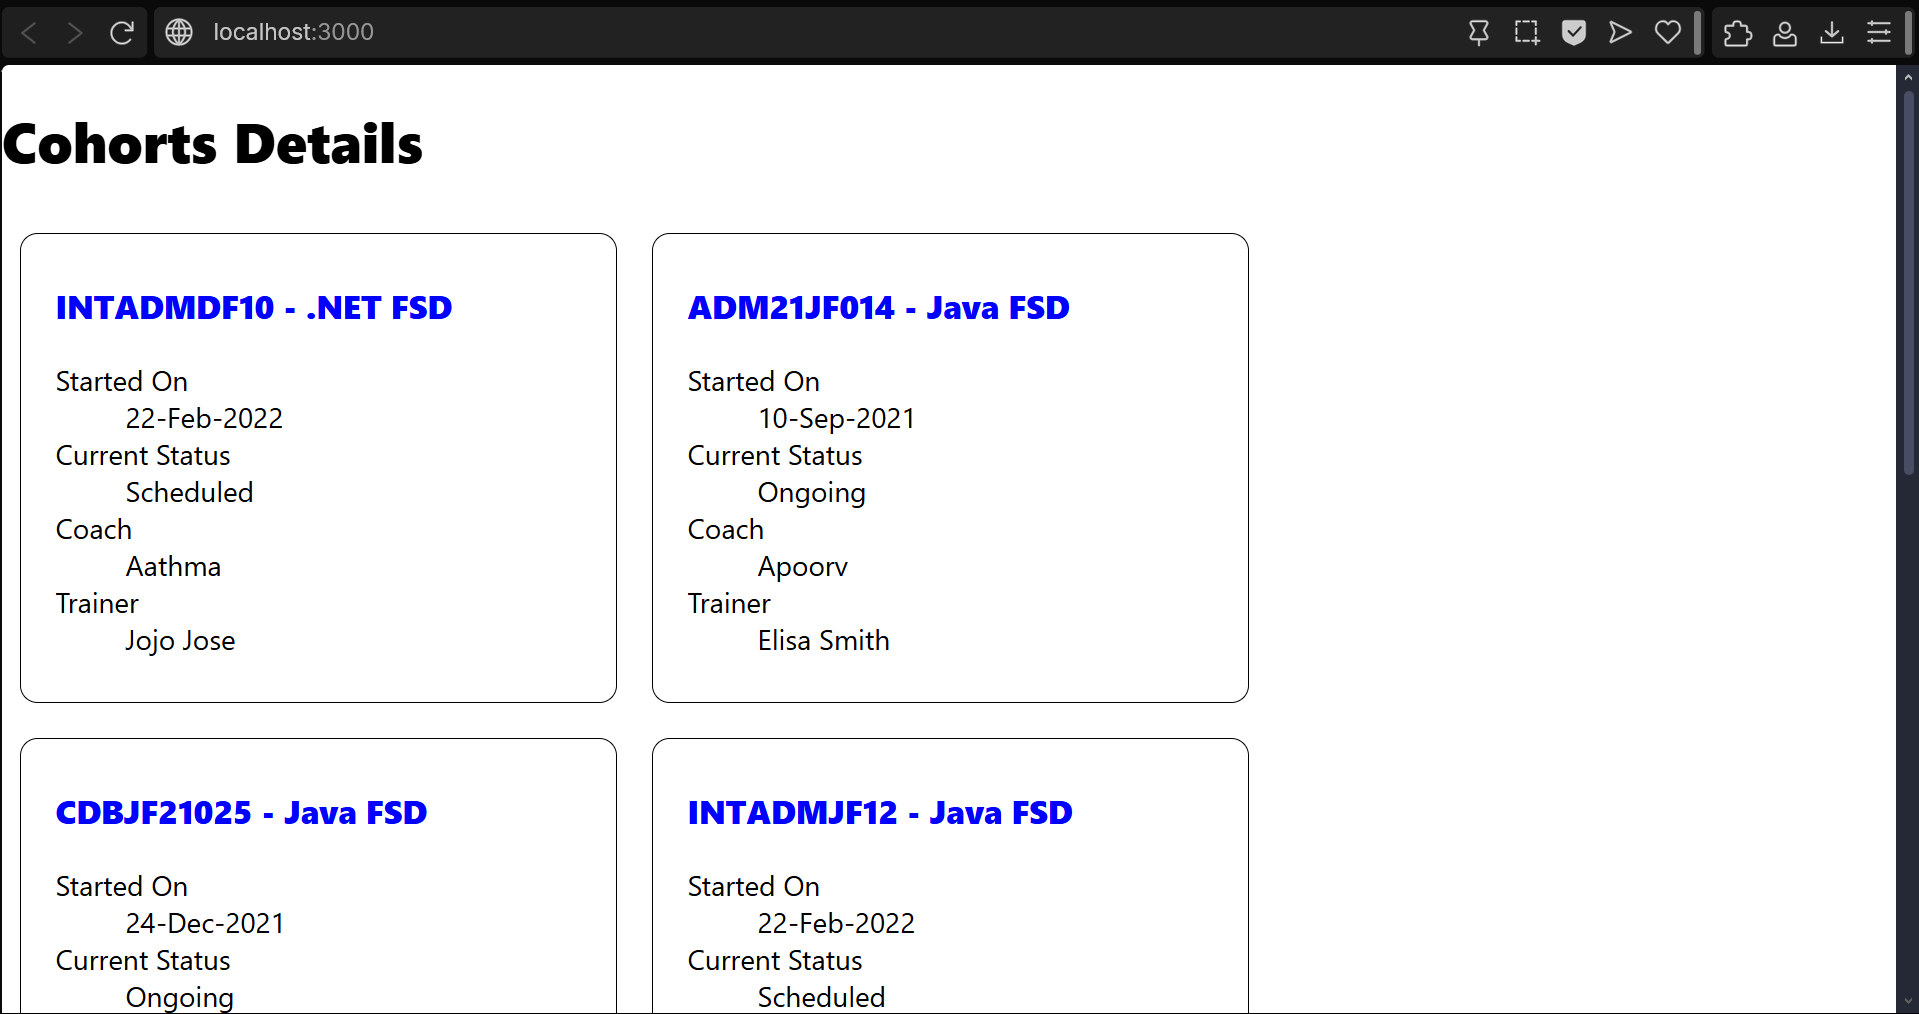 localhost:3000
Cohorts Details
INTADMDF10 - .NET FSD
Started On
22-Feb-2022
Current Status
Scheduled
Coach
Aathma
Trainer
Jojo Jose
ADM21JF014 - Java FSD
Started On
10-Sep-2021
Current Status
Ongoing
Coach
Apoorv
Trainer
Elisa Smith
CDBJF21025 - Java FSD
Started On
24-Dec-2021
Current Status
Ongoing
INTADMJF12 - Java FSD
Started On
22-Feb-2022
Current Status
Scheduled